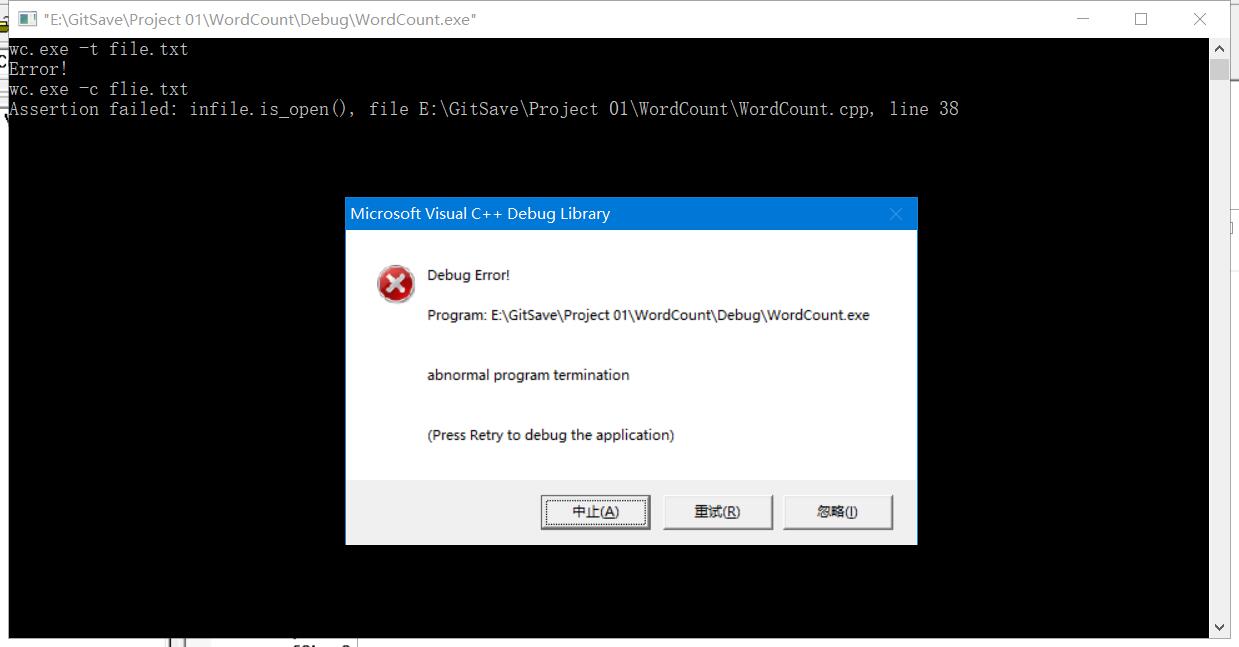 "E:\GitSave\Project 01\WordCount\Debug\WordCount.exe"
wc.exe -t file.txt
Error!
wc.exe -c flie.txt
Assertion failed: infile.is_open(), file E:\GitSave\Project 01\WordCount\WordCount.cpp, line 38
Microsoft Visual C++ Debug Library
Debug Error!
Program: E:\GitSave\Project 01\WordCount\Debug\WordCount.exe
abnormal program termination
(Press Retry to debug the application)
中止(A) 重试(R) 忽略(I)